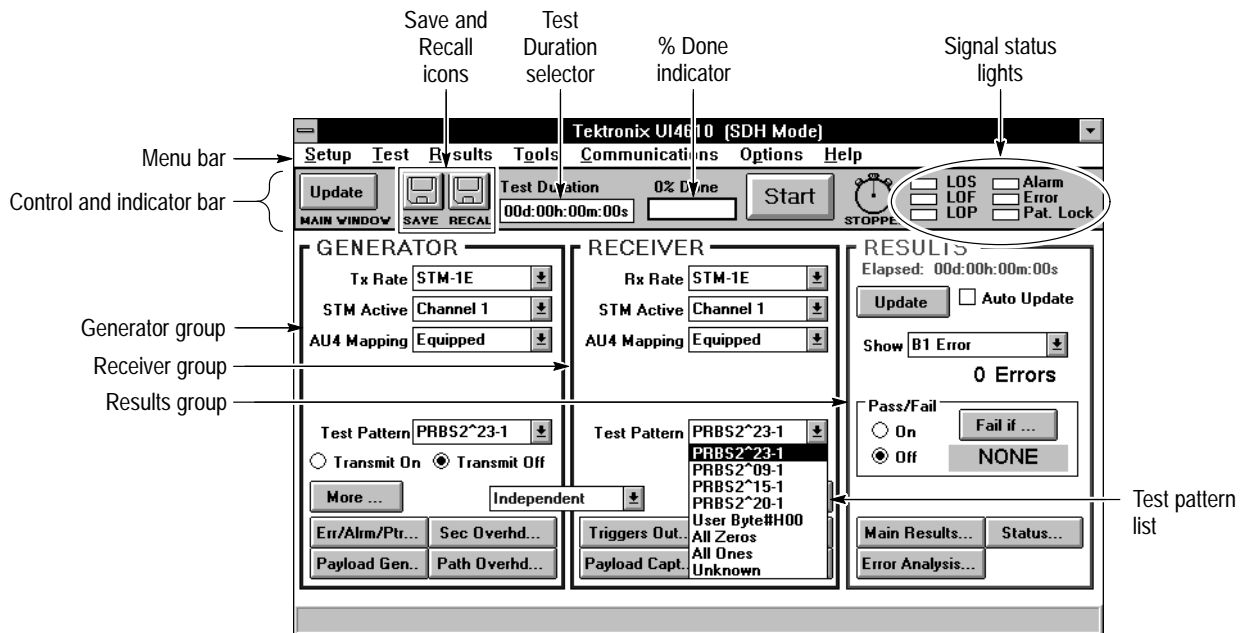 Save and
Recall
icons
Test
Duration
selector
% Done
indicator
Signal status
lights
Tektronix UI4610 (SDH Mode)
Menu bar
Setup Test Results Tools Communications Options Help
Control and indicator bar
Update
MAIN WINDOW
SAVE RECAL
Test Duration
00d:00h:00m:00s
0% Done
Start
STOPPED
LOS
LOF
LOP
Alarm
Error
Pat. Lock
GENERATOR
Tx Rate STM-1E
STM Active Channel 1
AU4 Mapping Equipped
Test Pattern PRBS2^23-1
Transmit On Transmit Off
More ...
Independent
Err/Alrm/Ptr... Sec Overhd...
Payload Gen.. Path Overhd...
RECEIVER
Rx Rate STM-1E
STM Active Channel 1
AU4 Mapping Equipped
Test Pattern PRBS2^23-1
PRBS2^23-1
PRBS2^09-1
PRBS2^15-1
PRBS2^20-1
User Byte#H00
All Zeros
All Ones
Unknown
Triggers Out..
Payload Capt..
RESULTS
Elapsed: 00d:00h:00m:00s
Update Auto Update
Show B1 Error
0 Errors
Pass/Fail
On
Off
Fail if ...
NONE
Main Results... Status...
Error Analysis...
Generator group
Receiver group
Results group
Test pattern
list